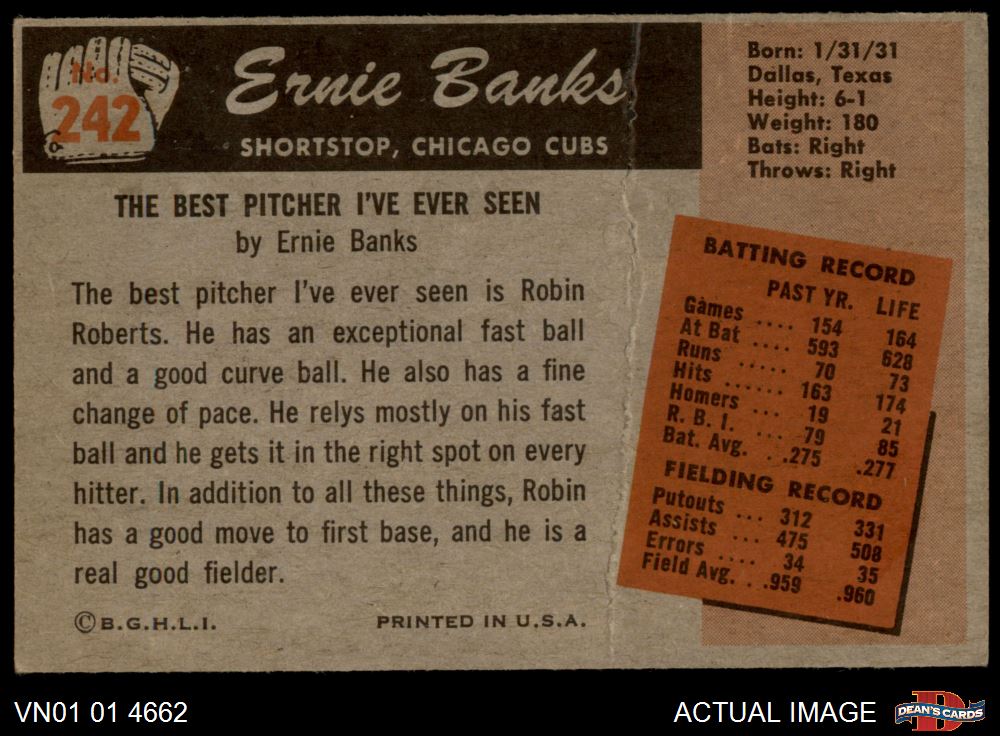 No.
242
Ernie Banks
SHORTSTOP, CHICAGO CUBS
Born: 1/31/31
Dallas, Texas
Height: 6-1
Weight: 180
Bats: Right
Throws: Right
THE BEST PITCHER I'VE EVER SEEN
by Ernie Banks
The best pitcher I've ever seen is Robin
Roberts. He has an exceptional fast ball
and a good curve ball. He also has a fine
change of pace. He relys mostly on his fast
ball and he gets it in the right spot on every
hitter. In addition to all these things, Robin
has a good move to first base, and he is a
real good fielder.
©B.G.H.L.I. PRINTED IN U.S.A.
BATTING RECORD
PAST YR. LIFE
Games .... 154 164
At Bat .... 593 628
Runs ..... 70 73
Hits ...... 163 174
Homers ... 19 21
R. B. I. ... 79 85
Bat. Avg. . .275 .277
FIELDING RECORD
Putouts ... 312 331
Assists ... 475 508
Errors .... 34 35
Field Avg. . .959 .960
VN01 01 4662 ACTUAL IMAGE DEAN'S CARDS